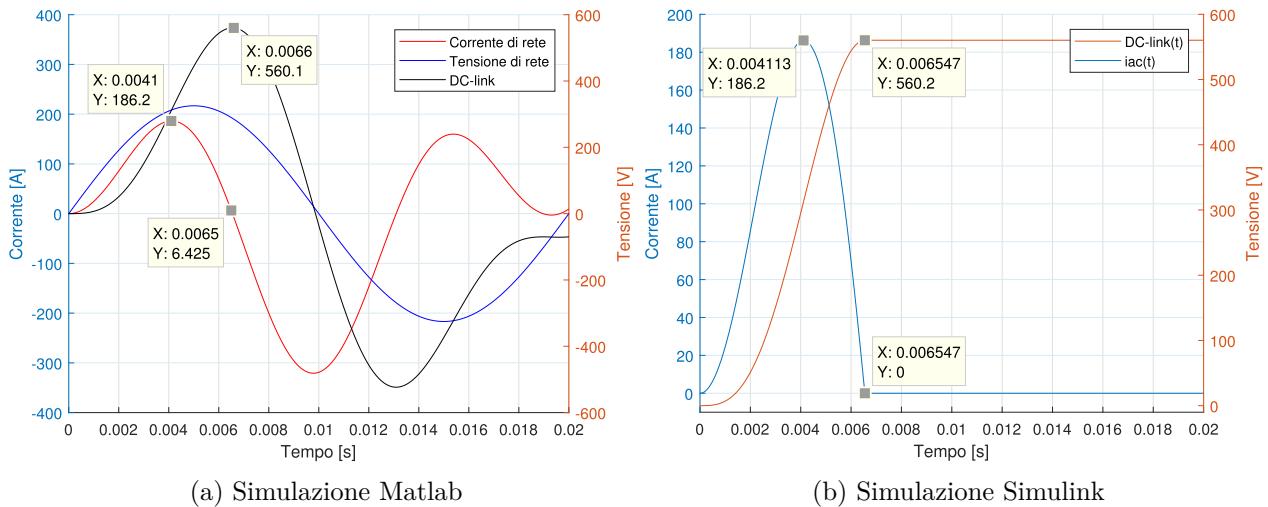 400
300
200
100
0
-100
-200
-300
-400
Corrente [A]
600
400
200
0
-200
-400
-600
Tensione [V]
0 0.002 0.004 0.006 0.008 0.01 0.012 0.014 0.016 0.018 0.02
Tempo [s]
Corrente di rete
Tensione di rete
DC-link
X: 0.0041
Y: 186.2
X: 0.0066
Y: 560.1
X: 0.0065
Y: 6.425
(a) Simulazione Matlab
200
180
160
140
120
100
80
60
40
20
0
Corrente [A]
600
500
400
300
200
100
0
Tensione [V]
0 0.002 0.004 0.006 0.008 0.01 0.012 0.014 0.016 0.018 0.02
Tempo [s]
DC-link(t)
iac(t)
X: 0.004113
Y: 186.2
X: 0.006547
Y: 560.2
X: 0.006547
Y: 0
(b) Simulazione Simulink